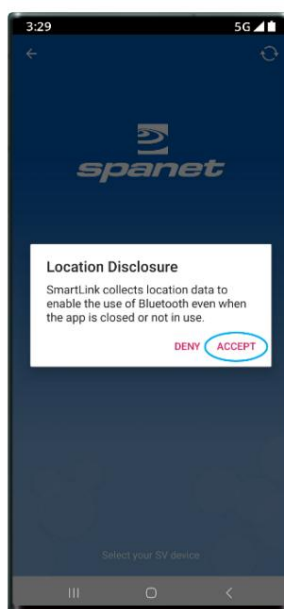 3:29 5G
spanet
Location Disclosure
SmartLink collects location data to
enable the use of Bluetooth even when
the app is closed or not in use.
DENY ACCEPT
Select your SV device